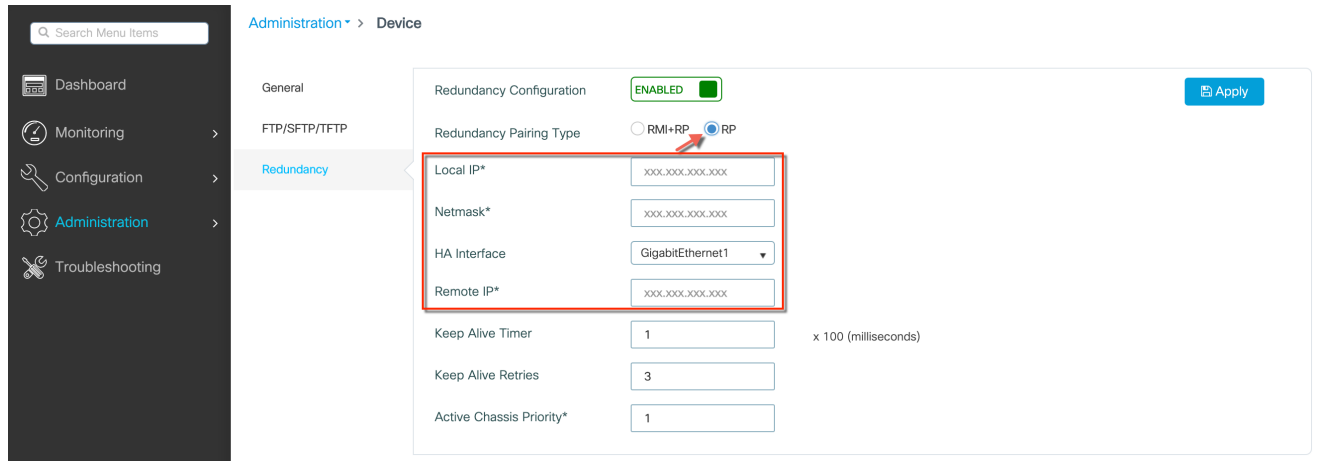 Search Menu Items
Dashboard
Monitoring
Configuration
Administration
Troubleshooting
Administration > Device
General
FTP/SFTP/TFTP
Redundancy
Redundancy Configuration ENABLED
Apply
Redundancy Pairing Type RMI+RP RP
Local IP* xxx.xxx.xxx.xxx
Netmask* xxx.xxx.xxx.xxx
HA Interface GigabitEthernet1
Remote IP* xxx.xxx.xxx.xxx
Keep Alive Timer 1 x 100 (milliseconds)
Keep Alive Retries 3
Active Chassis Priority* 1